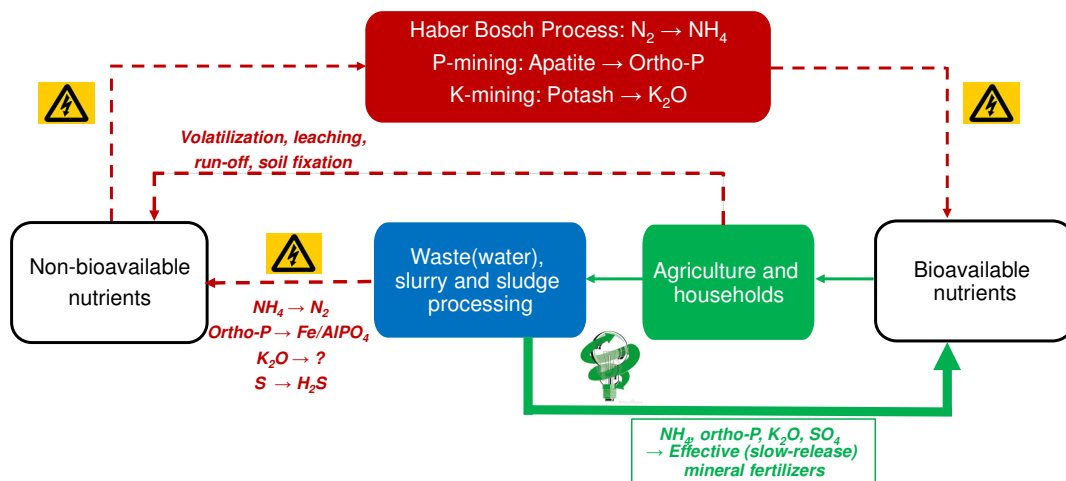 Haber Bosch Process: N₂ → NH₄
P-mining: Apatite → Ortho-P
K-mining: Potash → K₂O
Volatilization, leaching,
run-off, soil fixation
Non-bioavailable
nutrients
Waste(water),
slurry and sludge
processing
Agriculture and
households
Bioavailable
nutrients
NH₄ → N₂
Ortho-P → Fe/AlPO₄
K₂O → ?
S → H₂S
NH₄, ortho-P, K₂O, SO₄
→ Effective (slow-release)
mineral fertilizers